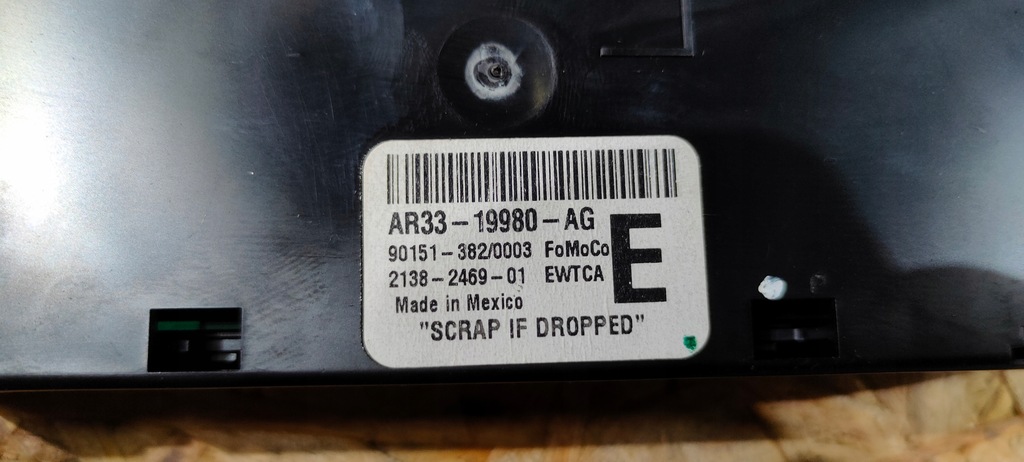 AR33-19980-AG
90151-382/0003 FoMoCo
2138-2469-01 EWTCA
E
Made in Mexico
"SCRAP IF DROPPED"